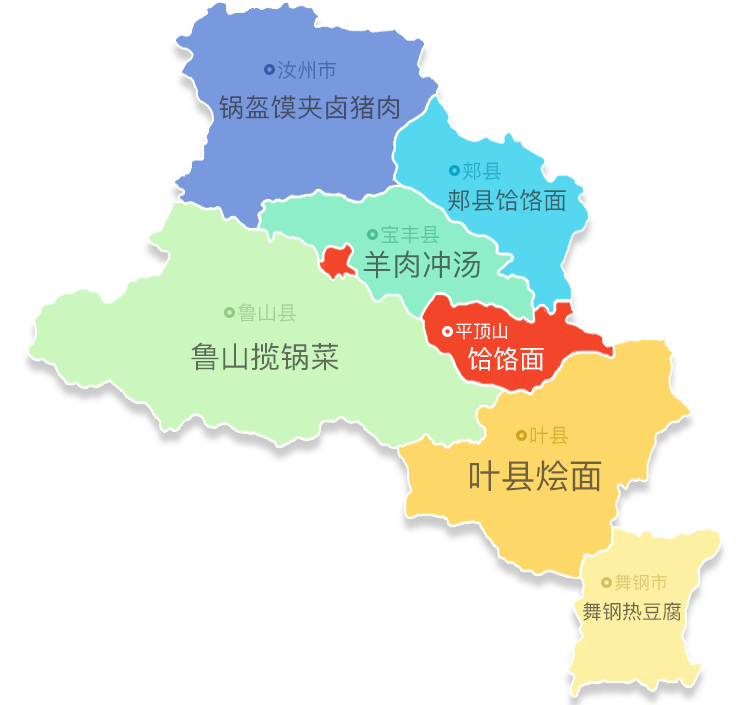 汝州市
锅盔馍夹卤猪肉
郏县
郏县饸饹面
宝丰县
羊肉冲汤
鲁山县
鲁山揽锅菜
平顶山
饸饹面
叶县
叶县烩面
舞钢市
舞钢热豆腐